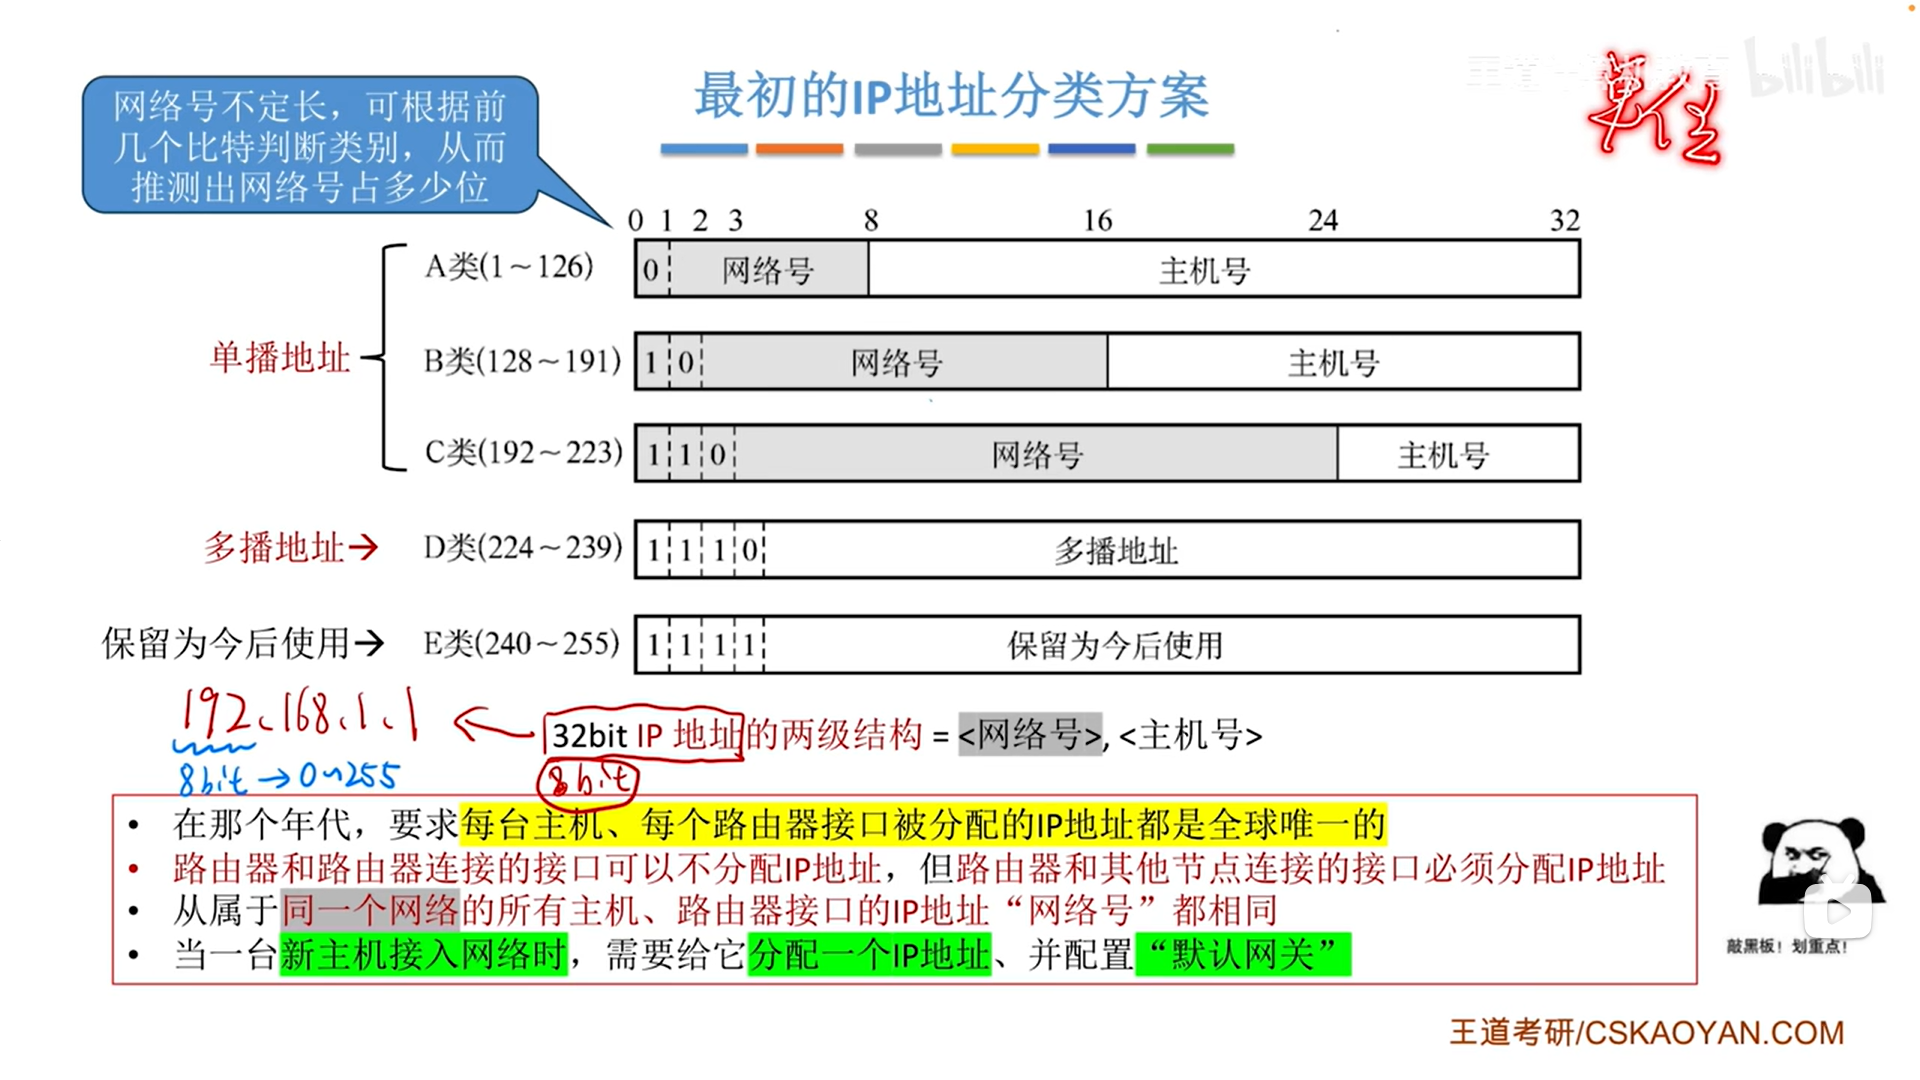 最初的IP地址分类方案
bilibili
网络号不定长，可根据前
几个比特判断类别，从而
推测出网络号占多少位
0 1 2 3 8 16 24 32
单播地址
A类(1～126) 0 网络号 主机号
B类(128～191) 1 0 网络号 主机号
C类(192～223) 1 1 0 网络号 主机号
多播地址→ D类(224～239) 1 1 1 0 多播地址
保留为今后使用→ E类(240～255) 1 1 1 1 保留为今后使用
192.168.1.1
8bit→0~255
32bit IP 地址的两级结构 = <网络号>, <主机号>
8bit
• 在那个年代，要求每台主机、每个路由器接口被分配的IP地址都是全球唯一的
• 路由器和路由器连接的接口可以不分配IP地址，但路由器和其他节点连接的接口必须分配IP地址
• 从属于同一个网络的所有主机、路由器接口的IP地址“网络号”都相同
• 当一台新主机接入网络时，需要给它分配一个IP地址、并配置“默认网关”
敲黑板！划重点！
王道考研/CSKAOYAN.COM